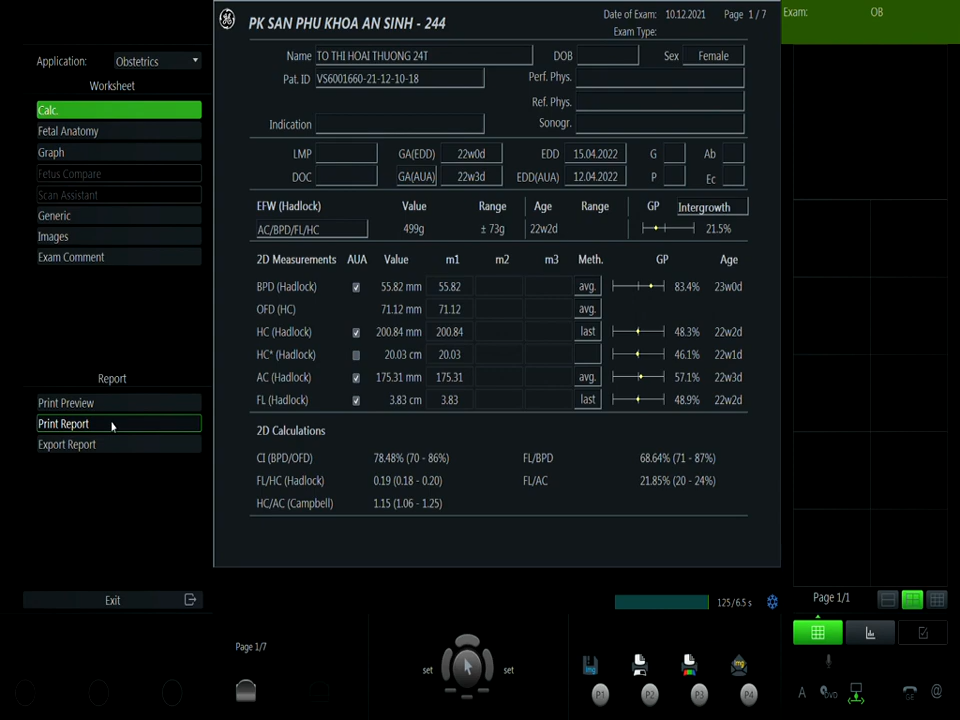 Exam: OB
PK SAN PHU KHOA AN SINH - 244
Date of Exam: 10.12.2021 Page 1 / 7
Exam Type:
Application: Obstetrics
Worksheet
Calc.
Fetal Anatomy
Graph
Fetus Compare
Scan Assistant
Generic
Images
Exam Comment
Report
Print Preview
Print Report
Export Report
Exit
Name TO THI HOAI THUONG 24T DOB Sex Female
Pat. ID VS6001660-21-12-10-18 Perf. Phys.
Ref. Phys.
Indication Sonogr.
LMP GA(EDD) 22w0d EDD 15.04.2022 G Ab
DOC GA(AUA) 22w3d EDD(AUA) 12.04.2022 P Ec
EFW (Hadlock) Value Range Age Range GP Intergrowth
AC/BPD/FL/HC 499g ± 73g 22w2d 21.5%
2D Measurements AUA Value m1 m2 m3 Meth. GP Age
BPD (Hadlock) 55.82 mm 55.82 avg. 83.4% 23w0d
OFD (HC) 71.12 mm 71.12 avg.
HC (Hadlock) 200.84 mm 200.84 last 48.3% 22w2d
HC* (Hadlock) 20.03 cm 20.03 46.1% 22w1d
AC (Hadlock) 175.31 mm 175.31 avg. 57.1% 22w3d
FL (Hadlock) 3.83 cm 3.83 last 48.9% 22w2d
2D Calculations
CI (BPD/OFD) 78.48% (70 - 86%) FL/BPD 68.64% (71 - 87%)
FL/HC (Hadlock) 0.19 (0.18 - 0.20) FL/AC 21.85% (20 - 24%)
HC/AC (Campbell) 1.15 (1.06 - 1.25)
125/6.5 s
Page 1/1
Page 1/7
set set
P1 P2 P3 P4
A DVD @